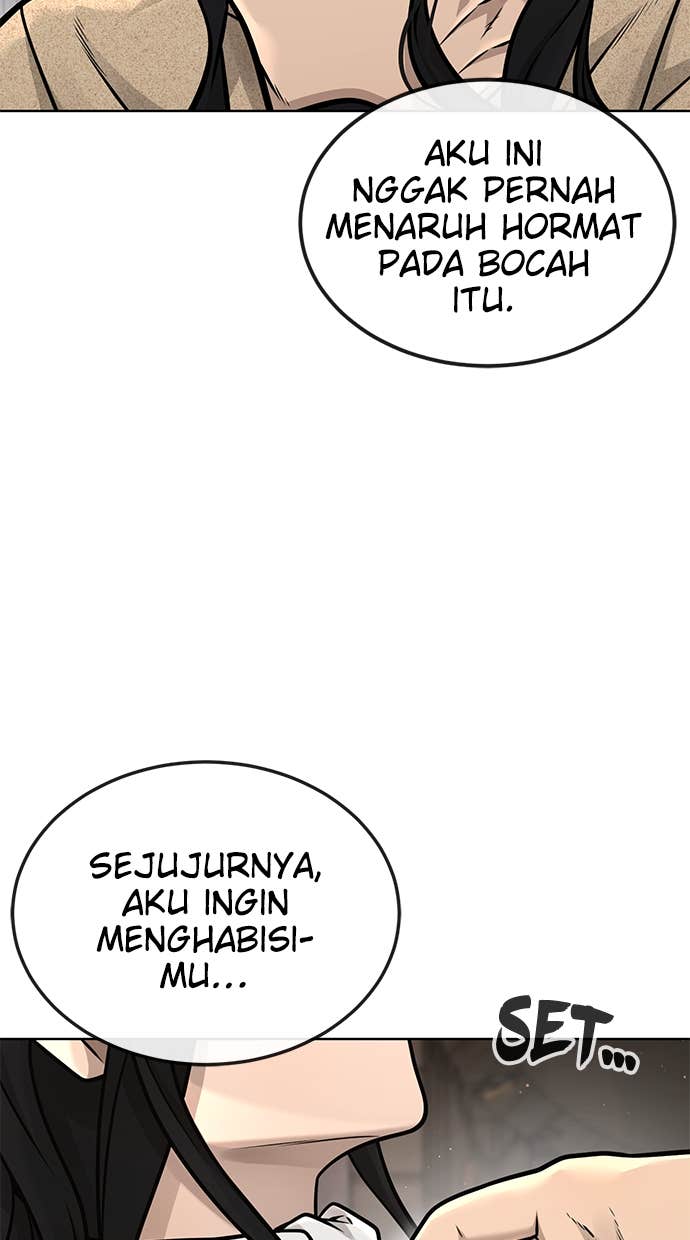 AKU INI
NGGAK PERNAH
MENARUH HORMAT
PADA BOCAH
ITU.
SEJUJURNYA,
AKU INGIN
MENGHABISI-
MU...
SET...